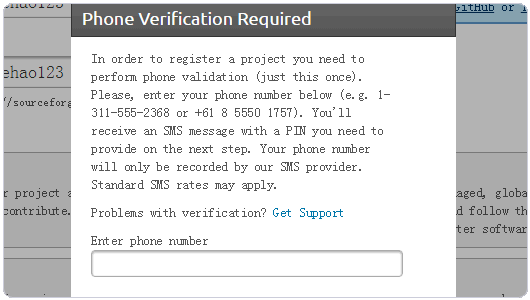 ehao123
GitHub or
Phone Verification Required
In order to register a project you need to
perform phone validation (just this once).
Please, enter your phone number below (e.g. 1-
311-555-2368 or +61 8 5550 1757). You'll
receive an SMS message with a PIN you need to
provide on the next step. Your phone number
will only be recorded by our SMS provider.
Standard SMS rates may apply.
Problems with verification? Get Support
Enter phone number
ehao123
//sourceforg
r project a
contribute.
aged, globa
d follow th
ter softwar